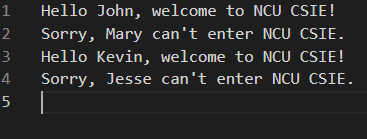 1 Hello John, welcome to NCU CSIE!
2 Sorry, Mary can't enter NCU CSIE.
3 Hello Kevin, welcome to NCU CSIE!
4 Sorry, Jesse can't enter NCU CSIE.
5